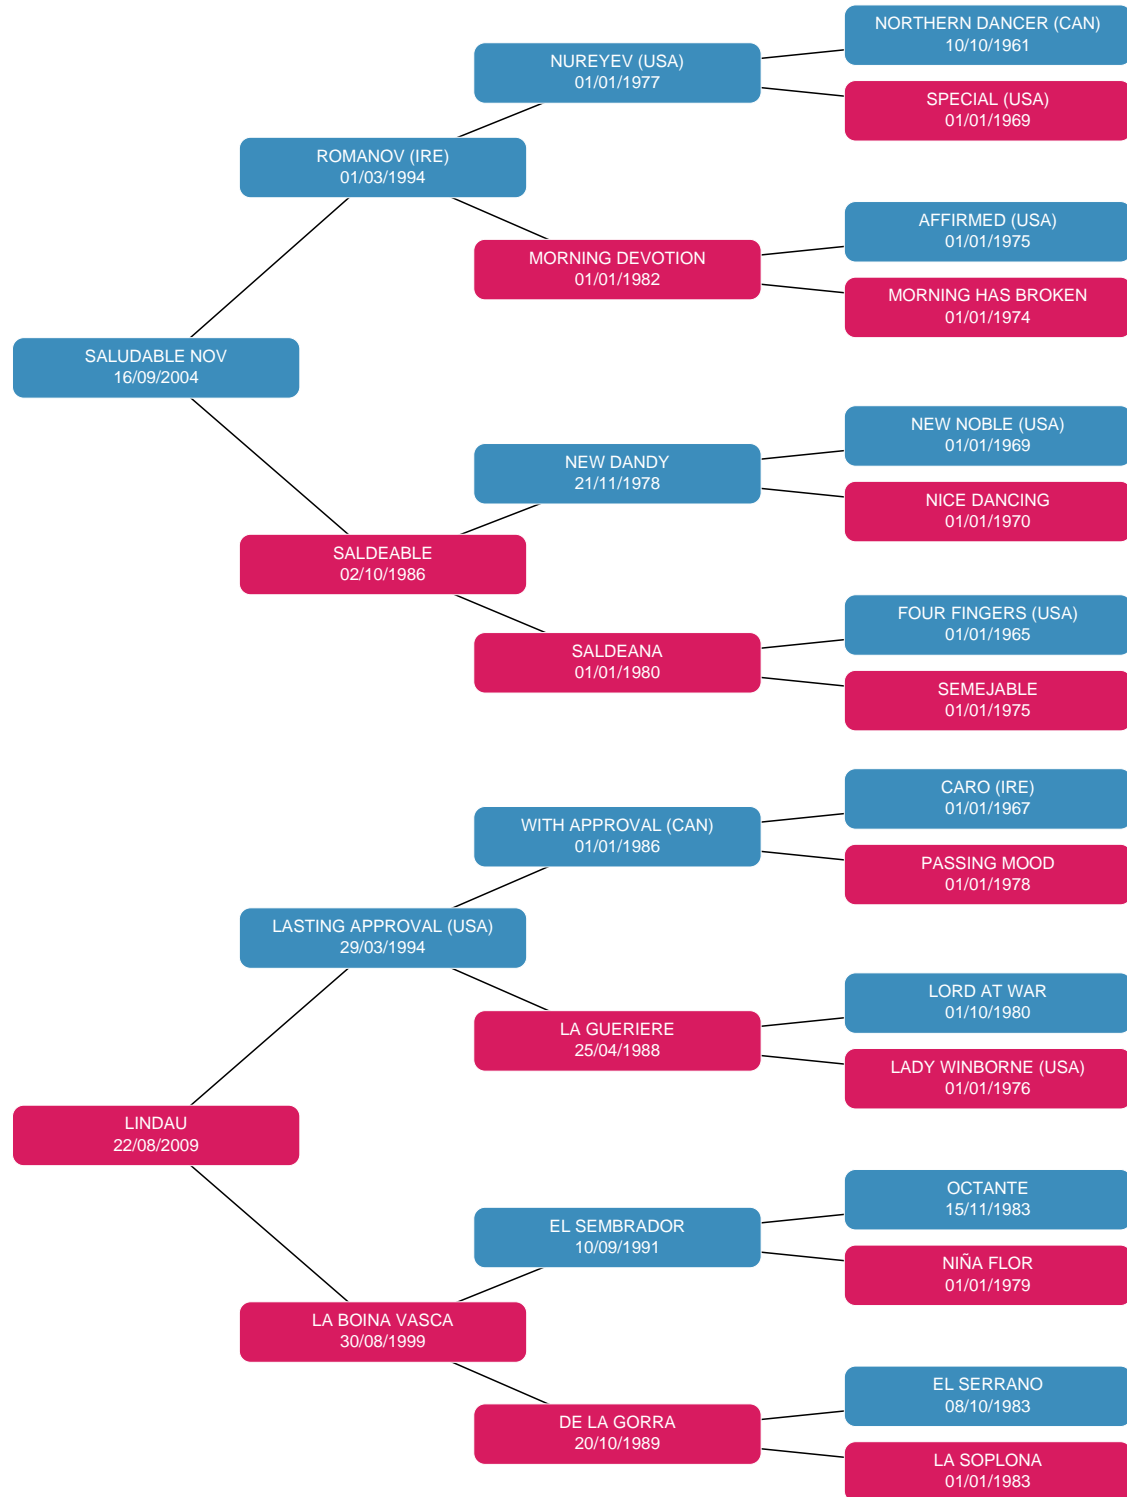 NORTHERN DANCER (CAN)
10/10/1961
NUREYEV (USA)
01/01/1977
SPECIAL (USA)
01/01/1969
ROMANOV (IRE)
01/03/1994
AFFIRMED (USA)
01/01/1975
MORNING DEVOTION
01/01/1982
MORNING HAS BROKEN
01/01/1974
SALUDABLE NOV
16/09/2004
NEW NOBLE (USA)
01/01/1969
NEW DANDY
21/11/1978
NICE DANCING
01/01/1970
SALDEABLE
02/10/1986
FOUR FINGERS (USA)
01/01/1965
SALDEANA
01/01/1980
SEMEJABLE
01/01/1975
CARO (IRE)
01/01/1967
WITH APPROVAL (CAN)
01/01/1986
PASSING MOOD
01/01/1978
LASTING APPROVAL (USA)
29/03/1994
LORD AT WAR
01/10/1980
LA GUERIERE
25/04/1988
LADY WINBORNE (USA)
01/01/1976
LINDAU
22/08/2009
OCTANTE
15/11/1983
EL SEMBRADOR
10/09/1991
NIÑA FLOR
01/01/1979
LA BOINA VASCA
30/08/1999
EL SERRANO
08/10/1983
DE LA GORRA
20/10/1989
LA SOPLONA
01/01/1983